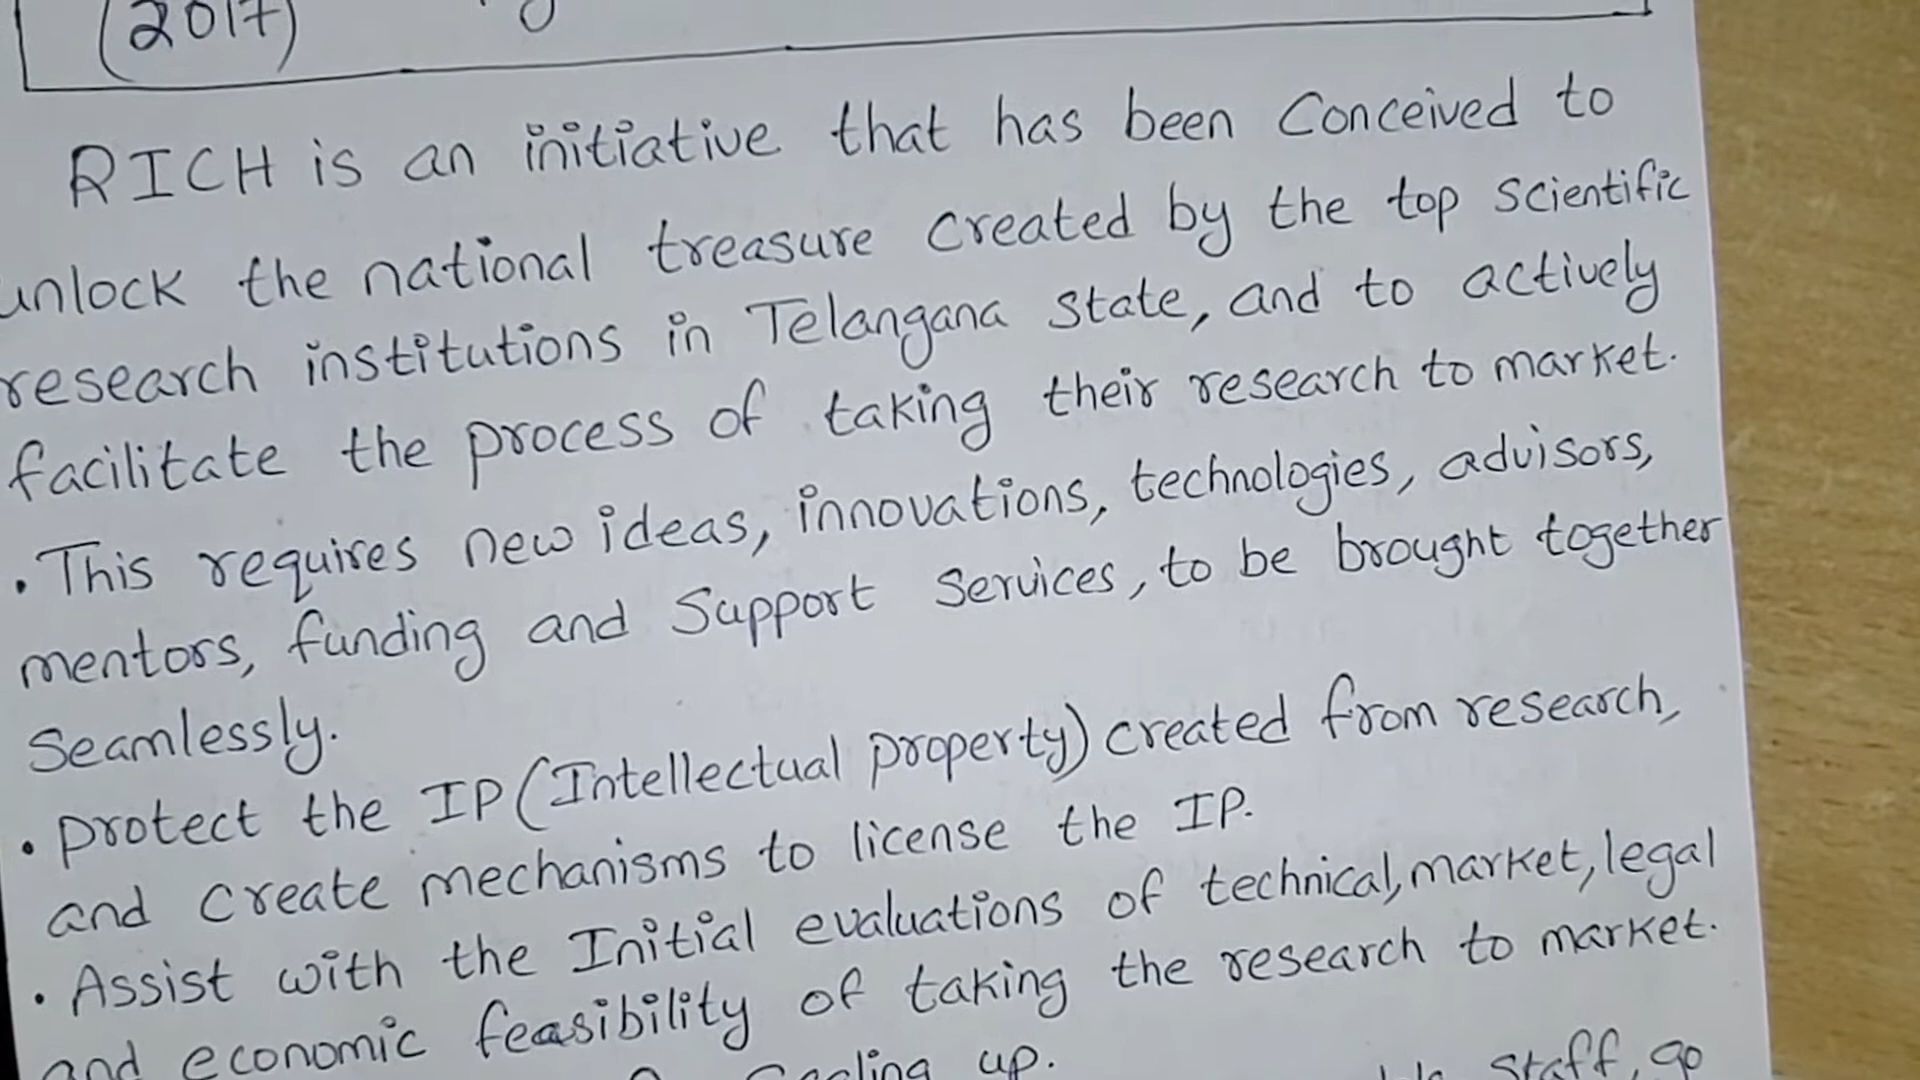 (2017)
RICH is an initiative that has been Conceived to
unlock the national treasure created by the top scientific
research institutions in Telangana State, and to actively
facilitate the process of taking their research to market.
• This requires new ideas, innovations, technologies, advisors,
mentors, funding and Support Services, to be brought together
Seamlessly.
• protect the IP (Intellectual property) created from research,
and create mechanisms to license the IP.
• Assist with the Initial evaluations of technical, market, legal
and economic feasibility of taking the research to market.
up.
Staff, go